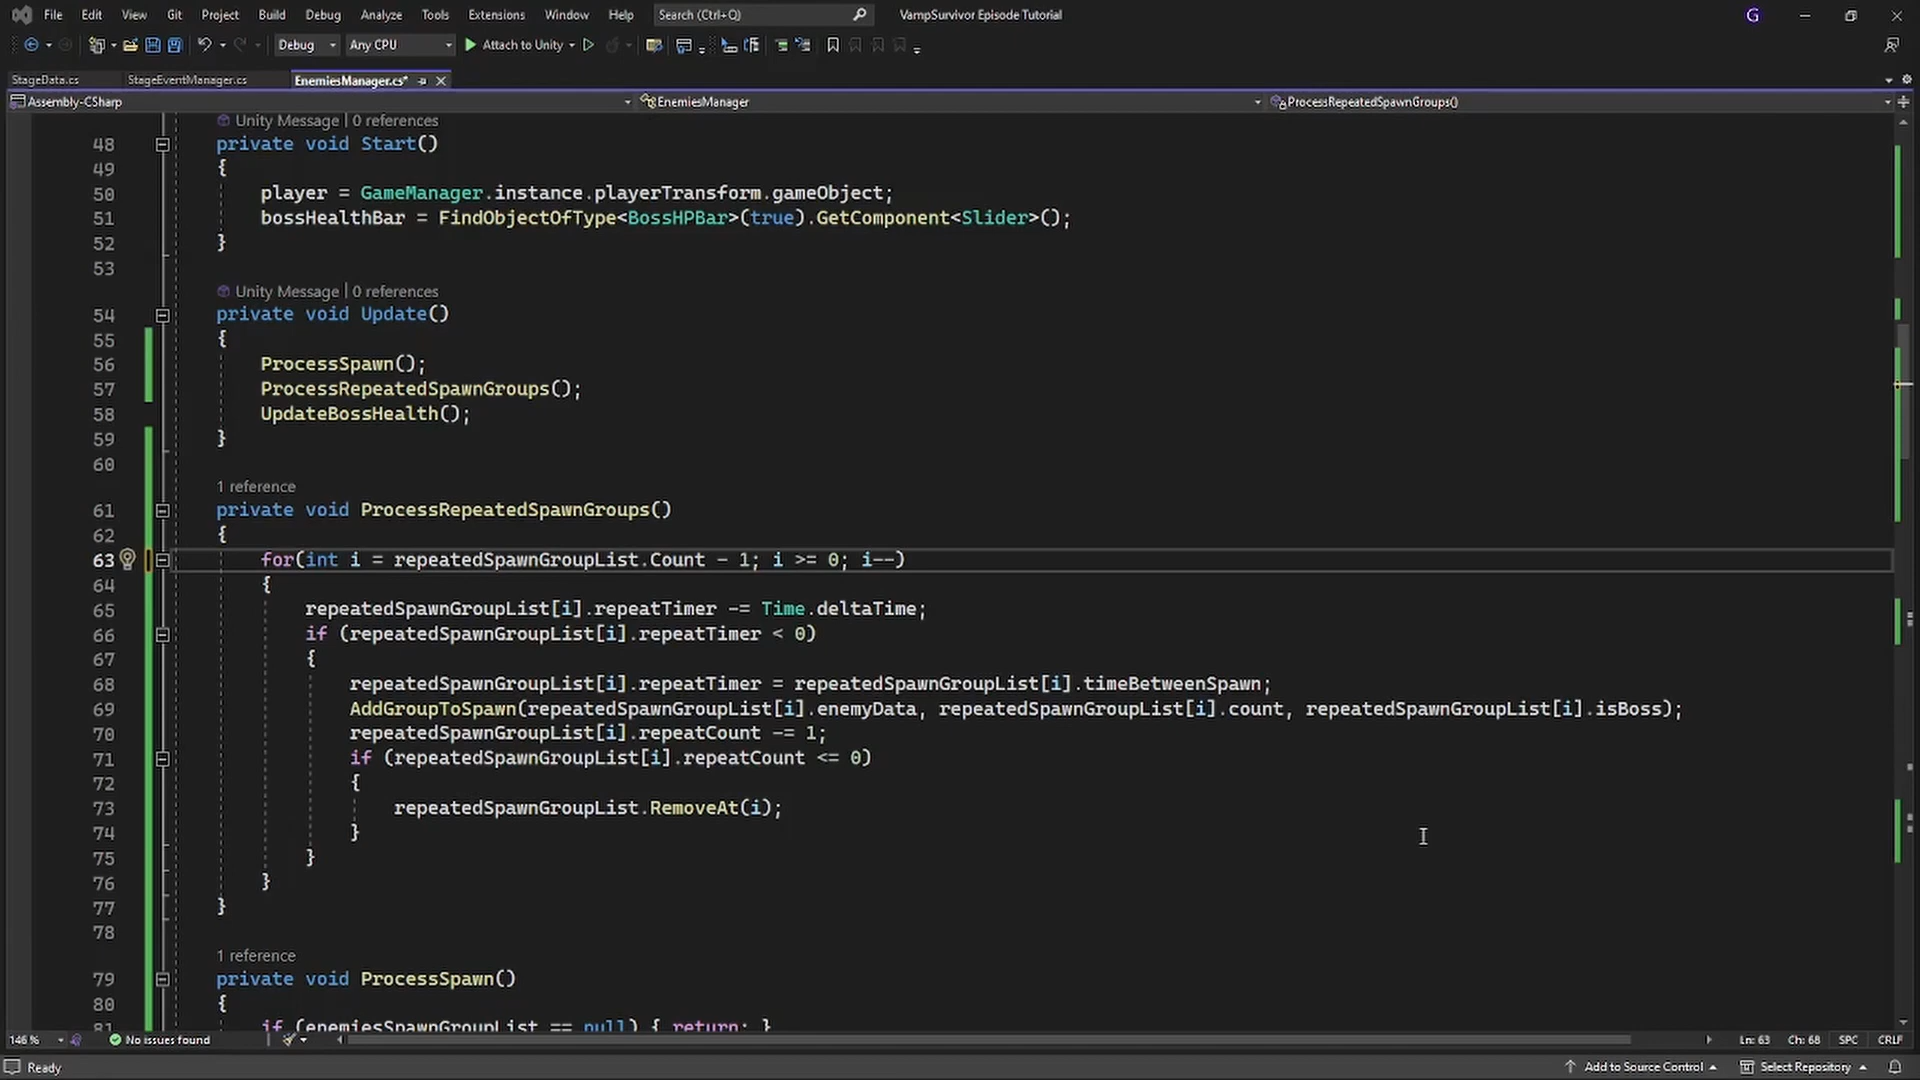 File Edit View Git Project Build Debug Analyze Tools Extensions Window Help Search (Ctrl+Q) VampSurvivor Episode Tutorial G
Debug Any CPU Attach to Unity
StageData.cs StageEventManager.cs EnemiesManager.cs*
Assembly-CSharp EnemiesManager ProcessRepeatedSpawnGroups()
Unity Message | 0 references
48 private void Start()
49 {
50 player = GameManager.instance.playerTransform.gameObject;
51 bossHealthBar = FindObjectOfType<BossHPBar>(true).GetComponent<Slider>();
52 }
53
Unity Message | 0 references
54 private void Update()
55 {
56 ProcessSpawn();
57 ProcessRepeatedSpawnGroups();
58 UpdateBossHealth();
59 }
60
1 reference
61 private void ProcessRepeatedSpawnGroups()
62 {
63 for(int i = repeatedSpawnGroupList.Count - 1; i >= 0; i--)
64 {
65 repeatedSpawnGroupList[i].repeatTimer -= Time.deltaTime;
66 if (repeatedSpawnGroupList[i].repeatTimer < 0)
67 {
68 repeatedSpawnGroupList[i].repeatTimer = repeatedSpawnGroupList[i].timeBetweenSpawn;
69 AddGroupToSpawn(repeatedSpawnGroupList[i].enemyData, repeatedSpawnGroupList[i].count, repeatedSpawnGroupList[i].isBoss);
70 repeatedSpawnGroupList[i].repeatCount -= 1;
71 if (repeatedSpawnGroupList[i].repeatCount <= 0)
72 {
73 repeatedSpawnGroupList.RemoveAt(i);
74 }
75 }
76 }
77 }
78
1 reference
79 private void ProcessSpawn()
80 {
81 if (enemiesSpawnGroupList == null) { return; }
146 % No issues found Ln: 63 Ch: 68 SPC CRLF
Ready Add to Source Control Select Repository